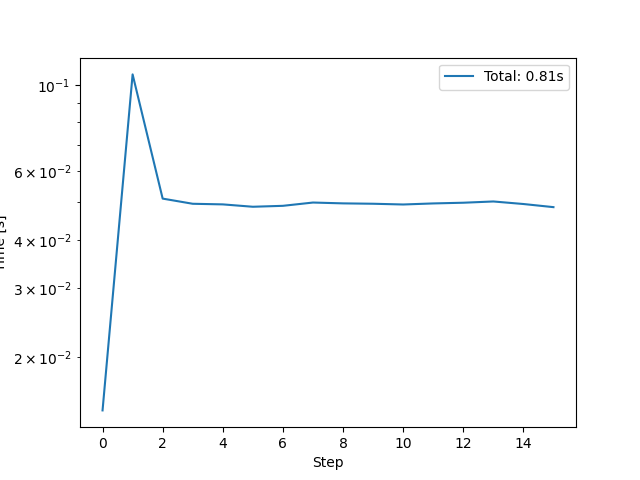 Total: 0.81s
10⁻¹
6 × 10⁻²
4 × 10⁻²
3 × 10⁻²
2 × 10⁻²
[s]
0 2 4 6 8 10 12 14
Step